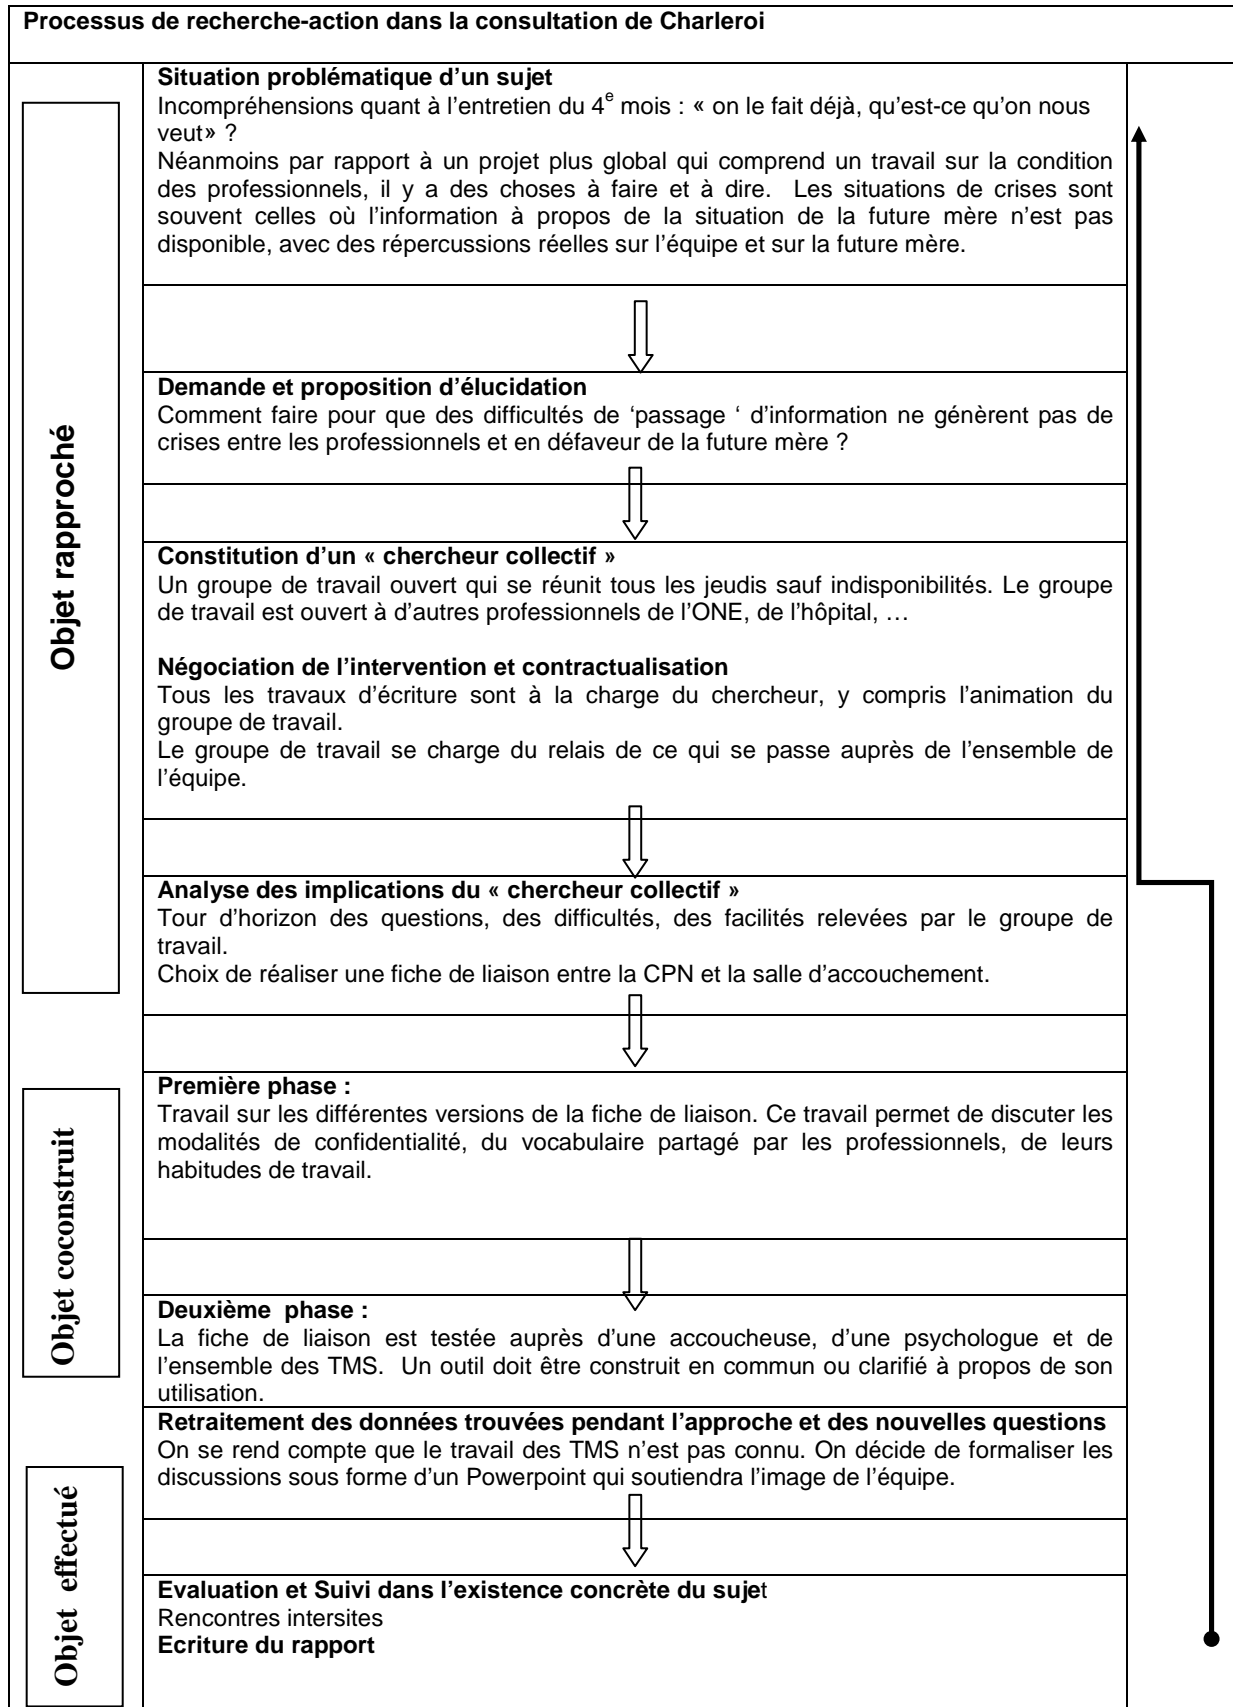 Processus de recherche-action dans la consultation de Charleroi
Objet rapproché
Situation problématique d'un sujet
Incompréhensions quant à l'entretien du 4e mois : « on le fait déjà, qu'est-ce qu'on nous
veut» ?
Néanmoins par rapport à un projet plus global qui comprend un travail sur la condition
des professionnels, il y a des choses à faire et à dire. Les situations de crises sont
souvent celles où l'information à propos de la situation de la future mère n'est pas
disponible, avec des répercussions réelles sur l'équipe et sur la future mère.
Demande et proposition d'élucidation
Comment faire pour que des difficultés de 'passage ' d'information ne génèrent pas de
crises entre les professionnels et en défaveur de la future mère ?
Constitution d'un « chercheur collectif »
Un groupe de travail ouvert qui se réunit tous les jeudis sauf indisponibilités. Le groupe
de travail est ouvert à d'autres professionnels de l'ONE, de l'hôpital, …
Négociation de l'intervention et contractualisation
Tous les travaux d'écriture sont à la charge du chercheur, y compris l'animation du
groupe de travail.
Le groupe de travail se charge du relais de ce qui se passe auprès de l'ensemble de
l'équipe.
Analyse des implications du « chercheur collectif »
Tour d'horizon des questions, des difficultés, des facilités relevées par le groupe de
travail.
Choix de réaliser une fiche de liaison entre la CPN et la salle d'accouchement.
Objet coconstruit
Première phase :
Travail sur les différentes versions de la fiche de liaison. Ce travail permet de discuter les
modalités de confidentialité, du vocabulaire partagé par les professionnels, de leurs
habitudes de travail.
Deuxième phase :
La fiche de liaison est testée auprès d'une accoucheuse, d'une psychologue et de
l'ensemble des TMS. Un outil doit être construit en commun ou clarifié à propos de son
utilisation.
Retraitement des données trouvées pendant l'approche et des nouvelles questions
On se rend compte que le travail des TMS n'est pas connu. On décide de formaliser les
discussions sous forme d'un Powerpoint qui soutiendra l'image de l'équipe.
Objet effectué
Evaluation et Suivi dans l'existence concrète du sujet
Rencontres intersites
Ecriture du rapport